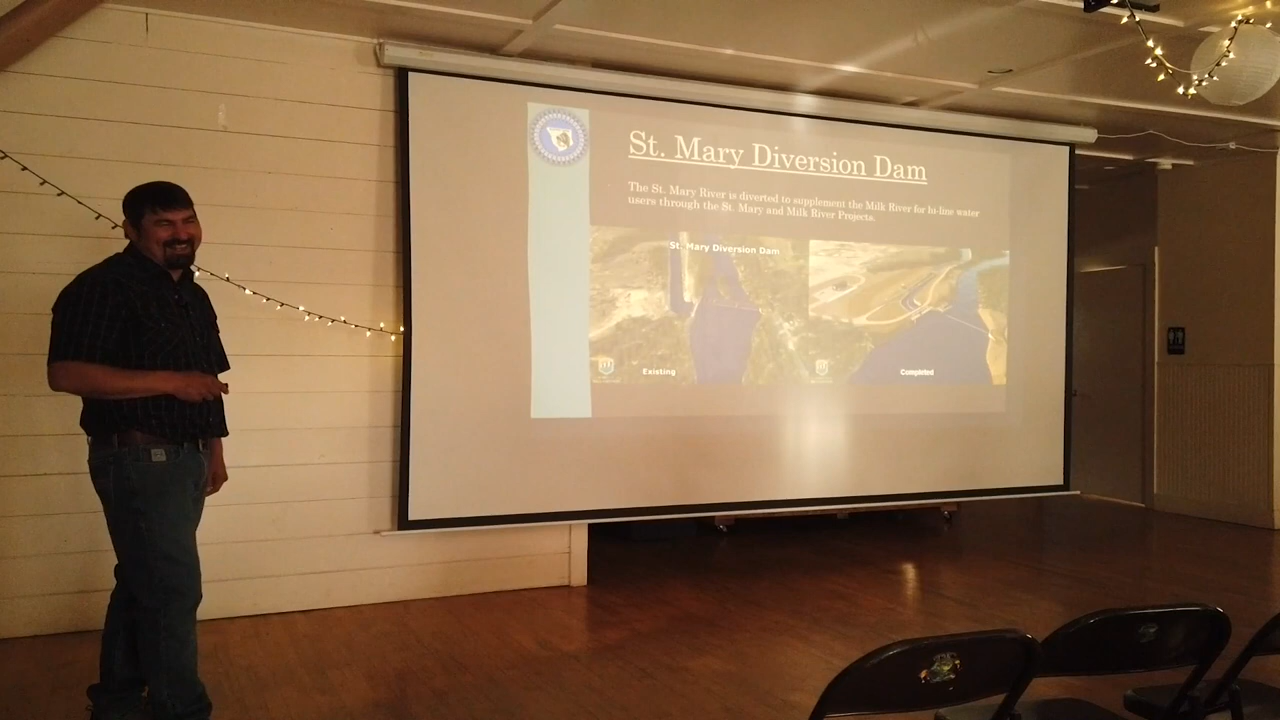 St. Mary Diversion Dam
The St. Mary River is diverted to supplement the Milk River for hi-line water
users through the St. Mary and Milk River Projects.
St. Mary Diversion Dam
Existing
Completed